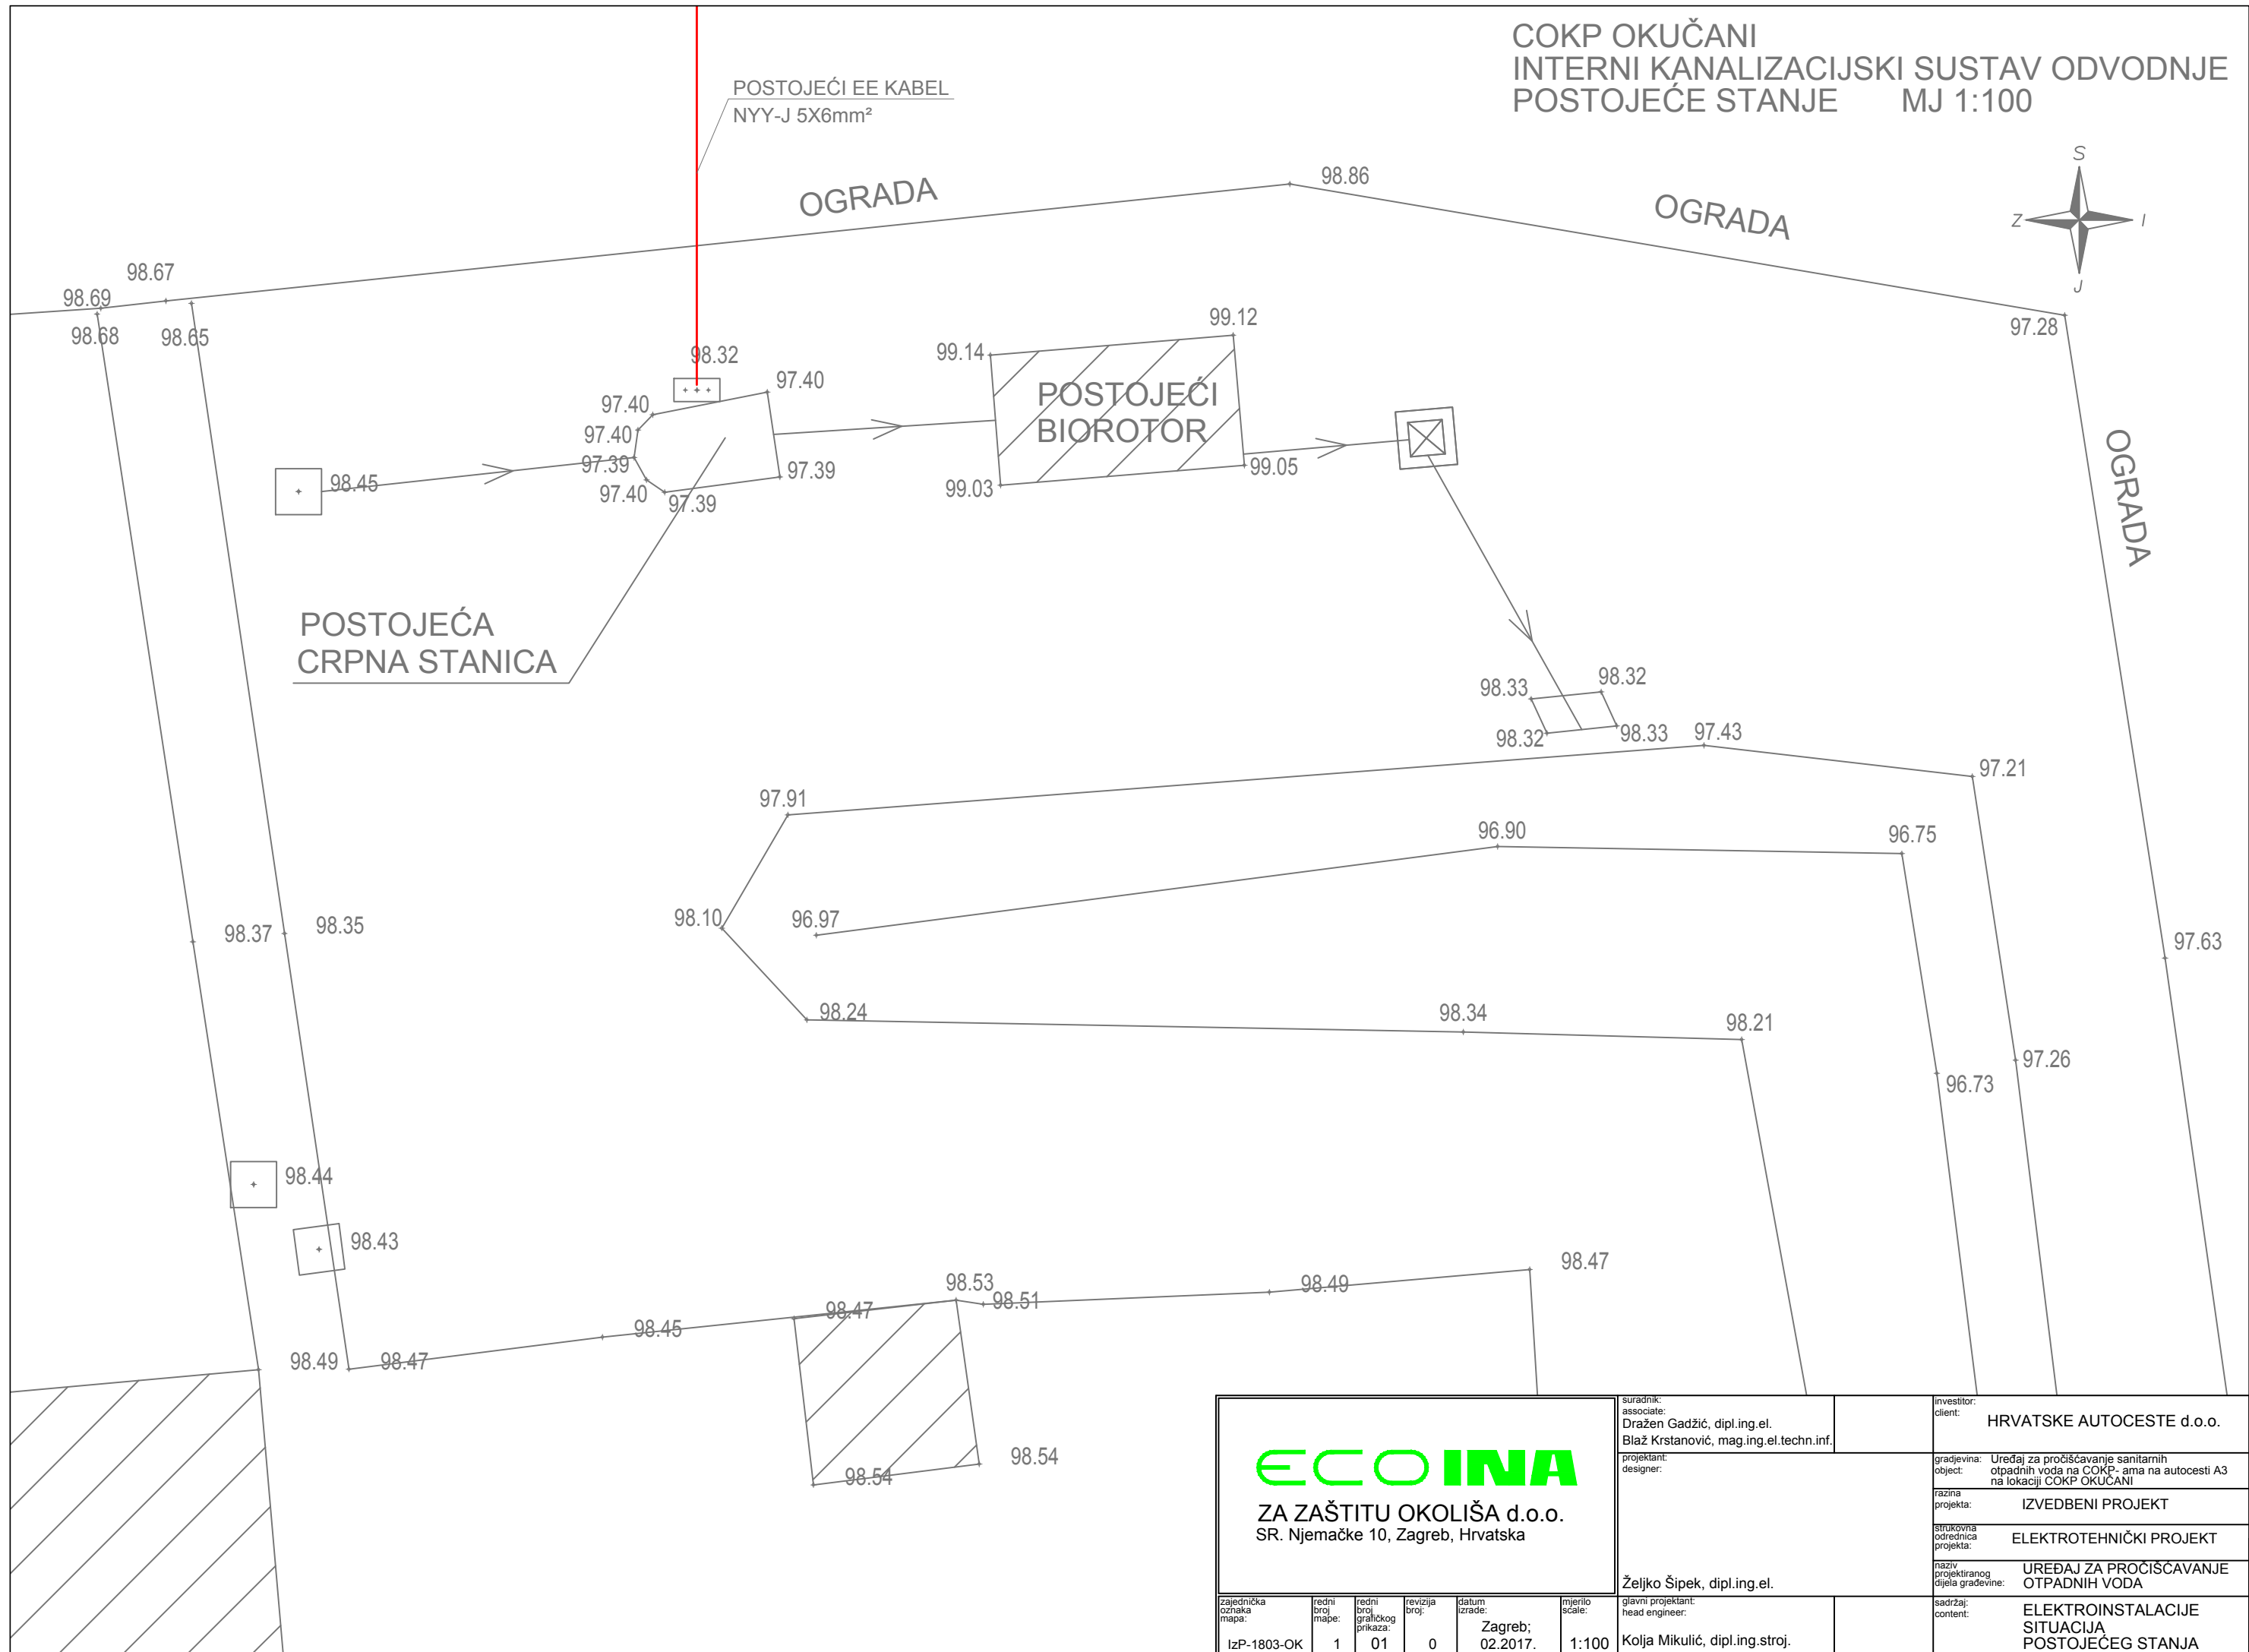 COKP OKUČANI
INTERNI KANALIZACIJSKI SUSTAV ODVODNJE
POSTOJEĆE STANJE MJ 1:100
POSTOJEĆI EE KABEL
NYY-J 5X6mm²
S
Z I
J
OGRADA
98.86
OGRADA
98.67
98.69
98.68
98.65
97.28
98.32
99.14
99.12
97.40
97.40
97.40
97.39
97.40
97.39
97.39
POSTOJEĆI
BIOROTOR
99.03
99.05
98.45
OGRADA
POSTOJEĆA
CRPNA STANICA
98.33
98.32
98.32
98.33
97.43
97.21
97.91
96.90
96.75
98.10
96.97
98.37
98.35
97.63
98.24
98.34
98.21
97.26
96.73
98.44
98.43
98.47
98.53
98.51
98.49
98.47
98.45
98.49
98.47
98.54
98.54
ECOINA
ZA ZAŠTITU OKOLIŠA d.o.o.
SR. Njemačke 10, Zagreb, Hrvatska
suradnik:
associate:
Dražen Gadžić, dipl.ing.el.
Blaž Krstanović, mag.ing.el.techn.inf.
projektant:
designer:
Željko Šipek, dipl.ing.el.
glavni projektant:
head engineer:
Kolja Mikulić, dipl.ing.stroj.
investitor:
client:
HRVATSKE AUTOCESTE d.o.o.
gradjevina:
object:
Uređaj za pročišćavanje sanitarnih
otpadnih voda na COKP- ama na autocesti A3
na lokaciji COKP OKUČANI
razina
projekta:
IZVEDBENI PROJEKT
strukovna
odrednica
projekta:
ELEKTROTEHNIČKI PROJEKT
naziv
projektiranog
dijela građevine:
UREĐAJ ZA PROČIŠĆAVANJE
OTPADNIH VODA
sadržaj:
content:
ELEKTROINSTALACIJE
SITUACIJA
POSTOJEĆEG STANJA
zajednička
oznaka
mapa:
IzP-1803-OK
redni
broj
mape:
1
redni
broj
grafičkog
prikaza:
01
revizija
broj:
0
datum
izrade:
Zagreb;
02.2017.
mjerilo
scale:
1:100